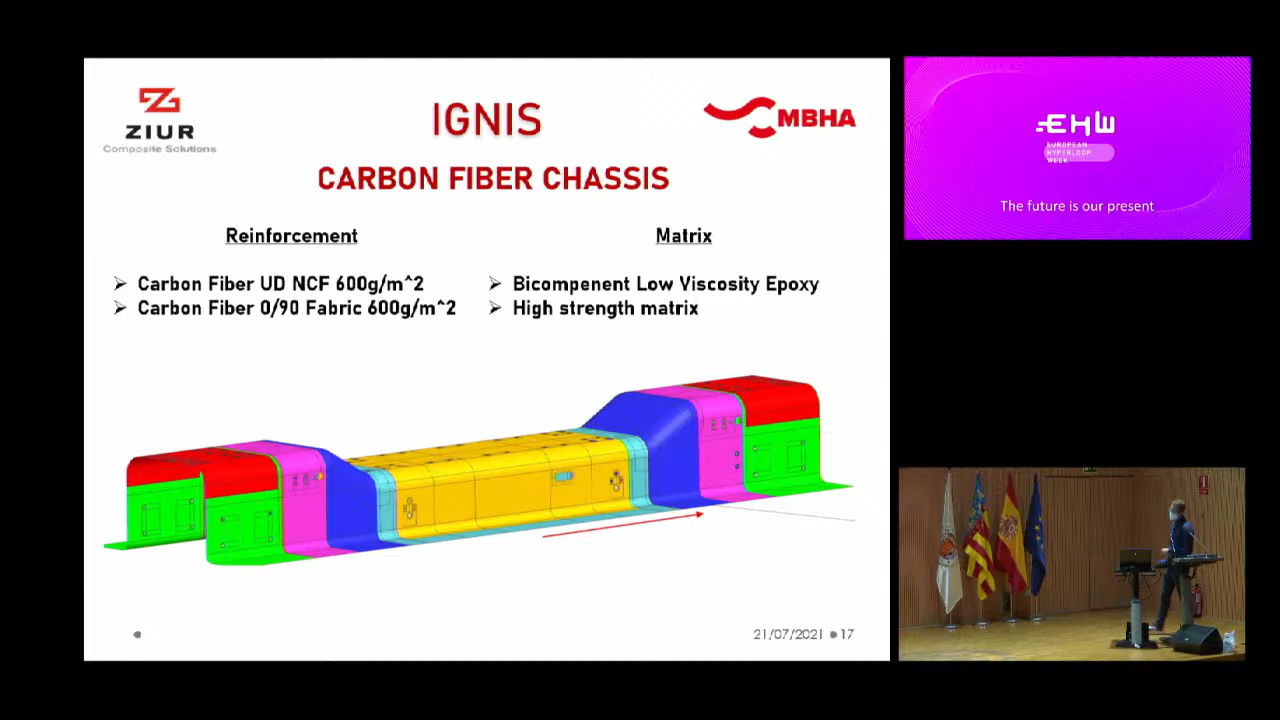 ZIUR
Composite Solutions
IGNIS
MBHA
CARBON FIBER CHASSIS
Reinforcement
Carbon Fiber UD NCF 600g/m^2
Carbon Fiber 0/90 Fabric 600g/m^2
Matrix
Bicompenent Low Viscosity Epoxy
High strength matrix
21/07/2021 17
EHW
EUROPEAN
HYPERLOOP
WEEK
The future is our present